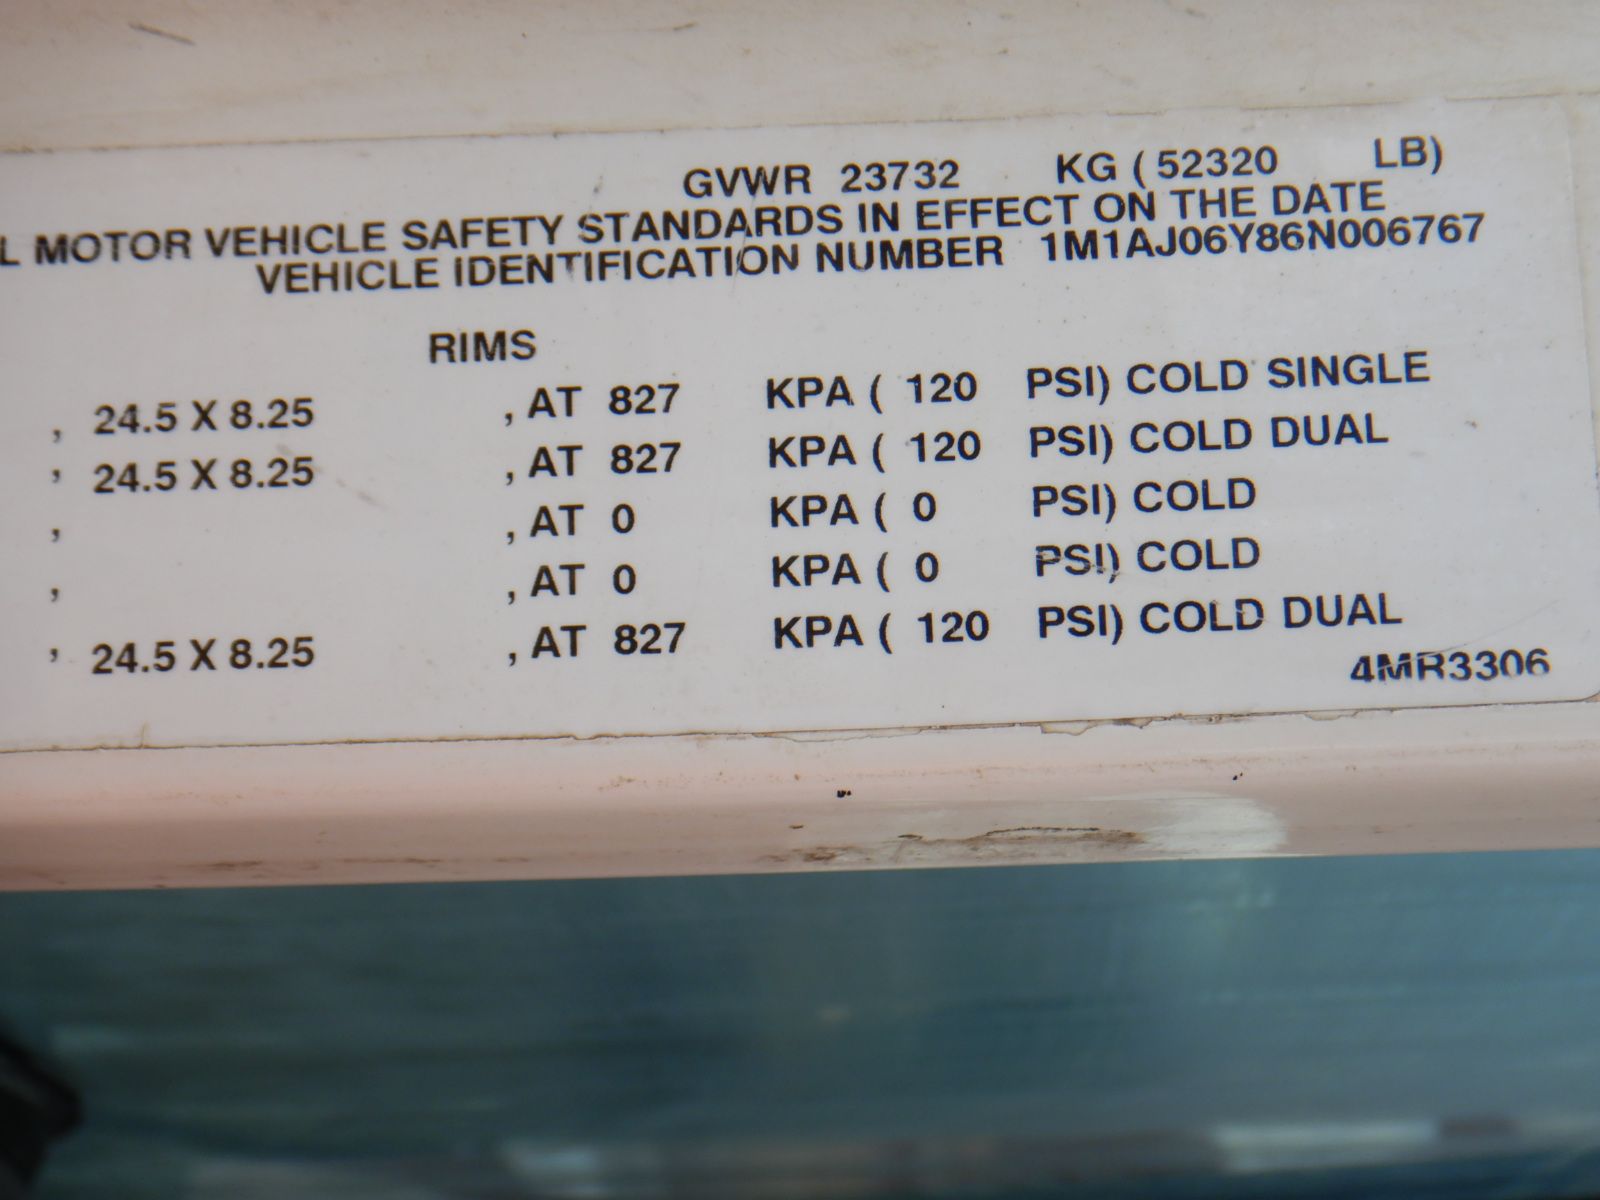 GVWR 23732 KG ( 52320 LB)
L MOTOR VEHICLE SAFETY STANDARDS IN EFFECT ON THE DATE
VEHICLE IDENTIFICATION NUMBER 1M1AJ06Y86N006767
RIMS
, 24.5 X 8.25 , AT 827 KPA ( 120 PSI) COLD SINGLE
, 24.5 X 8.25 , AT 827 KPA ( 120 PSI) COLD DUAL
, , AT 0 KPA ( 0 PSI) COLD
, , AT 0 KPA ( 0 PSI) COLD
, 24.5 X 8.25 , AT 827 KPA ( 120 PSI) COLD DUAL
4MR3306